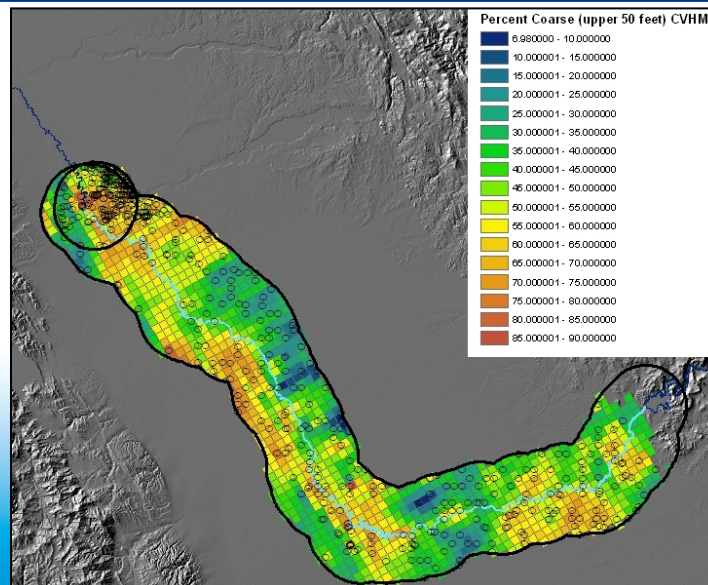 Percent Coarse (upper 50 feet) CVHM
6.980000 - 10.000000
10.000001 - 15.000000
15.000001 - 20.000000
20.000001 - 25.000000
25.000001 - 30.000000
30.000001 - 35.000000
35.000001 - 40.000000
40.000001 - 45.000000
45.000001 - 50.000000
50.000001 - 55.000000
55.000001 - 60.000000
60.000001 - 65.000000
65.000001 - 70.000000
70.000001 - 75.000000
75.000001 - 80.000000
80.000001 - 85.000000
85.000001 - 90.000000